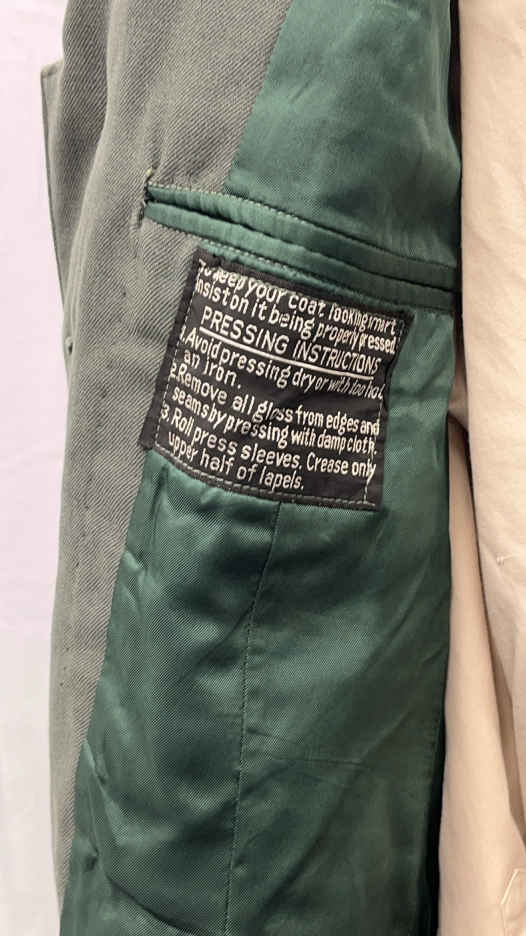 To keep your coat looking smart
insist on it being properly pressed.
PRESSING INSTRUCTIONS
1. Avoid pressing dry or with too hot
an iron.
2. Remove all gloss from edges and
seams by pressing with damp cloth.
3. Roll press sleeves. Crease only
upper half of lapels.